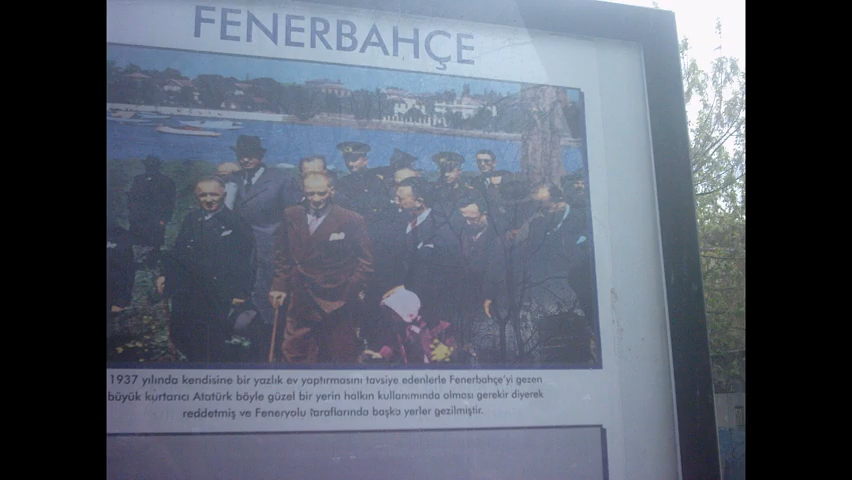 FENERBAHÇE
1937 yılında kendisine bir yazlık ev yaptırmasını tavsiye edenlerle Fenerbahçe'yi gezen
büyük kurtarıcı Atatürk böyle güzel bir yerin halkın kullanımında olması gerekir diyerek
reddetmiş ve Feneryolu taraflarında başka yerler gezilmiştir.